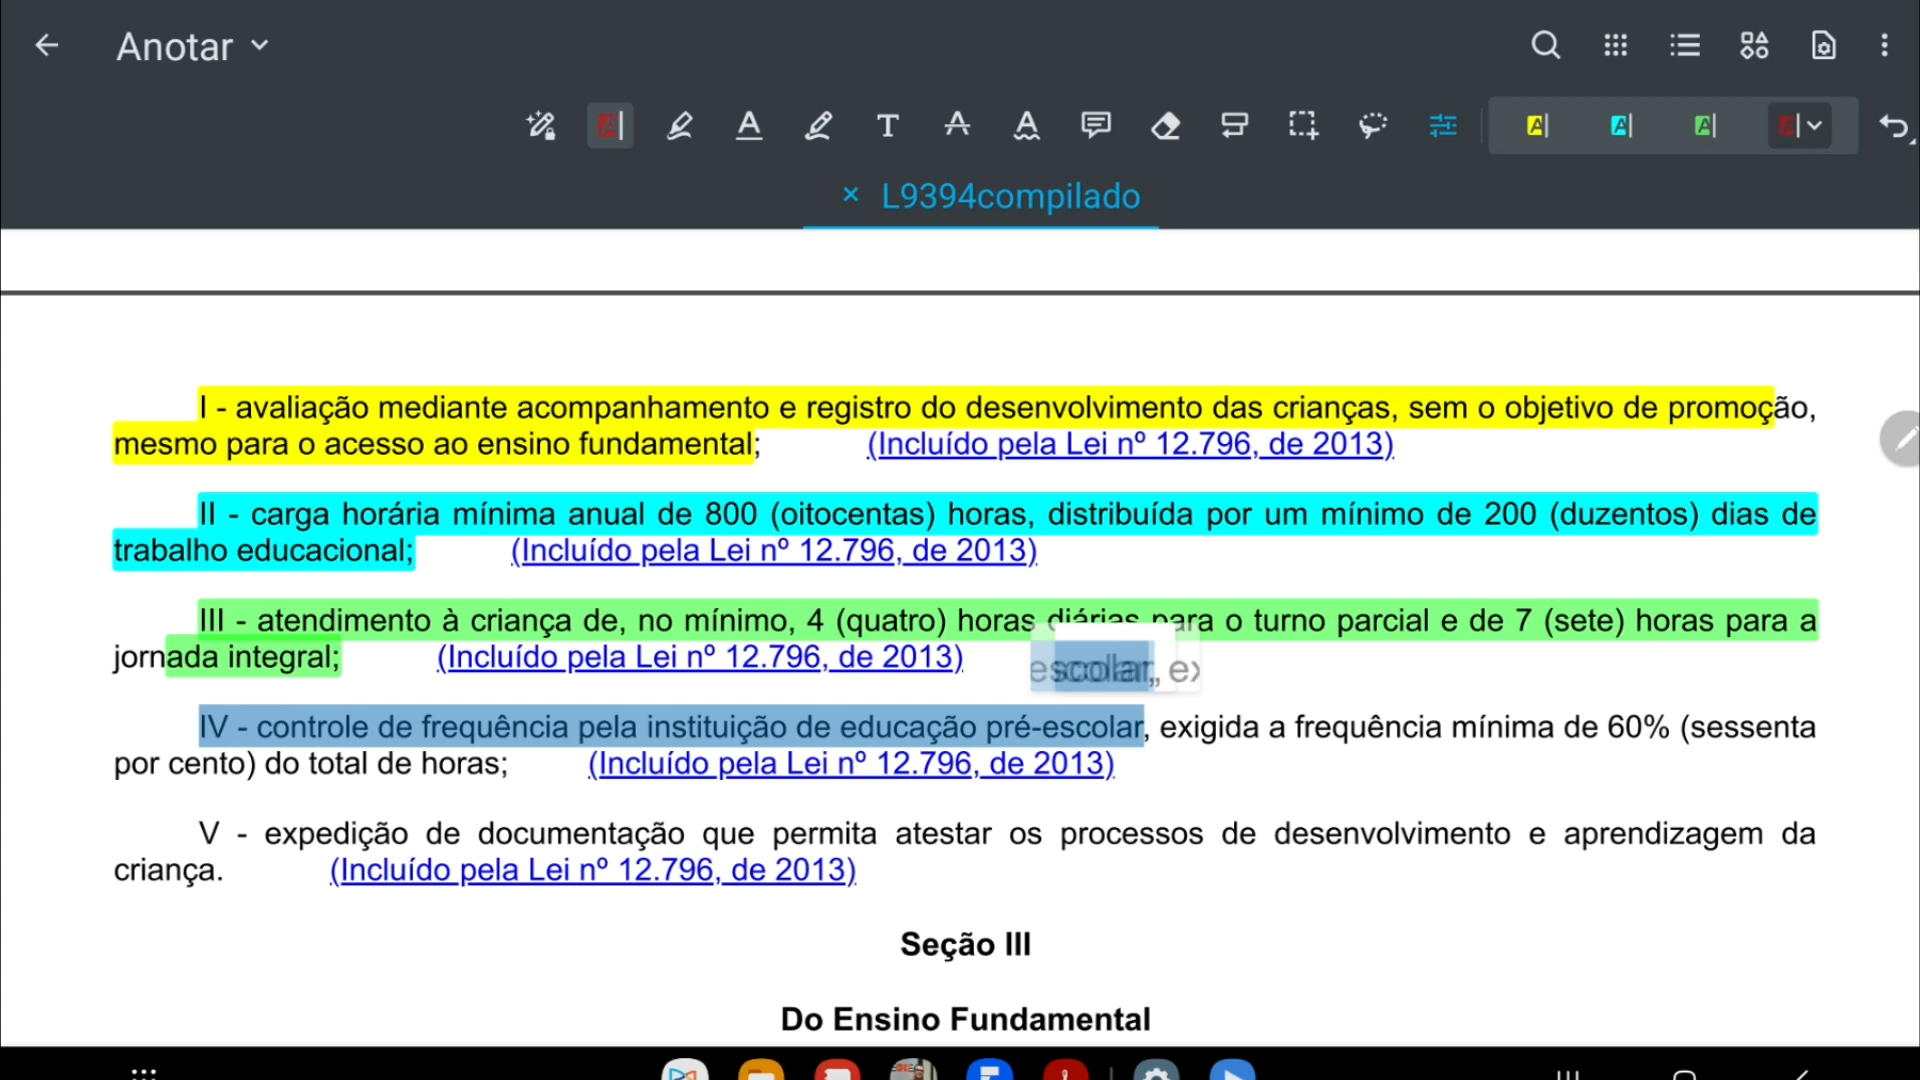 Anotar
L9394compilado
I - avaliação mediante acompanhamento e registro do desenvolvimento das crianças, sem o objetivo de promoção,
mesmo para o acesso ao ensino fundamental; (Incluído pela Lei nº 12.796, de 2013)
II - carga horária mínima anual de 800 (oitocentas) horas, distribuída por um mínimo de 200 (duzentos) dias de
trabalho educacional; (Incluído pela Lei nº 12.796, de 2013)
III - atendimento à criança de, no mínimo, 4 (quatro) horas diárias para o turno parcial e de 7 (sete) horas para a
jornada integral; (Incluído pela Lei nº 12.796, de 2013)
escolar, ex
IV - controle de frequência pela instituição de educação pré-escolar, exigida a frequência mínima de 60% (sessenta
por cento) do total de horas; (Incluído pela Lei nº 12.796, de 2013)
V - expedição de documentação que permita atestar os processos de desenvolvimento e aprendizagem da
criança. (Incluído pela Lei nº 12.796, de 2013)
Seção III
Do Ensino Fundamental